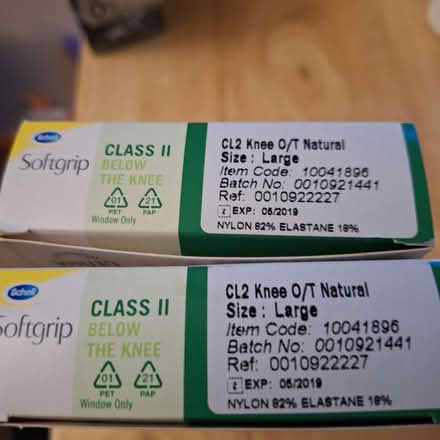 Scholl
Softgrip
CLASS II
BELOW
THE KNEE
01
PET
21
PAP
Window Only
CL2 Knee O/T Natural
Size : Large
Item Code: 10041896
Batch No: 0010921441
Ref: 0010922227
EXP: 05/2019
NYLON 82% ELASTANE 18%
Scholl
Softgrip
CLASS II
BELOW
THE KNEE
01
PET
21
PAP
Window Only
CL2 Knee O/T Natural
Size : Large
Item Code: 10041896
Batch No: 0010921441
Ref: 0010922227
EXP: 05/2019
NYLON 82% ELASTANE 18%